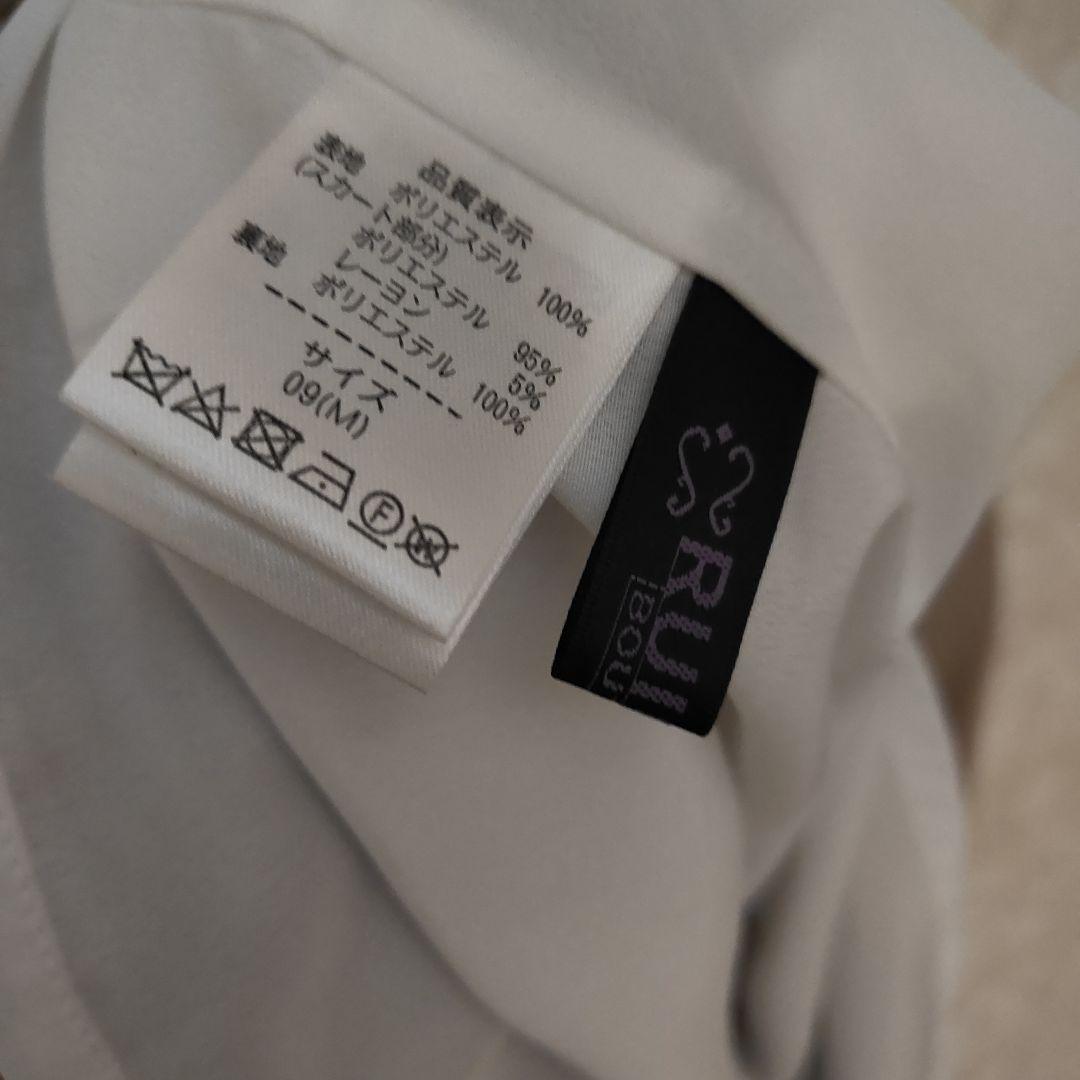 品質表示
表地 ポリエステル 100%
(スカート部分)
ポリエステル 95%
レーヨン 5%
裏地 ポリエステル 100%
サイズ
09(M)
F
W
RUI
BOU